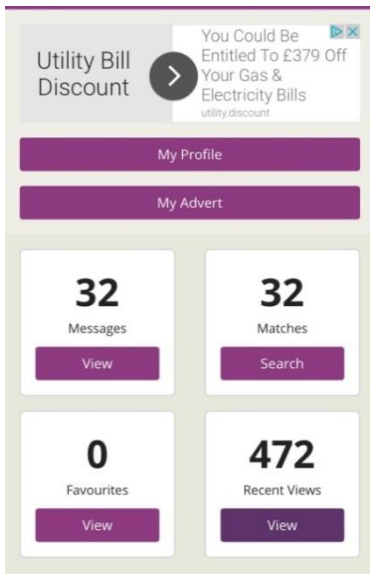 Utility Bill
Discount
You Could Be
Entitled To £379 Off
Your Gas &
Electricity Bills
utility.discount
My Profile
My Advert
32
Messages
View
32
Matches
Search
0
Favourites
View
472
Recent Views
View